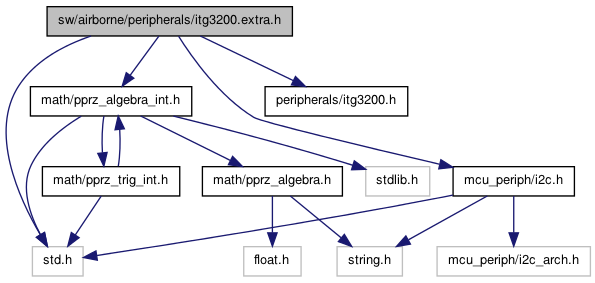 sw/airborne/peripherals/itg3200.extra.h
math/pprz_algebra_int.h
peripherals/itg3200.h
math/pprz_trig_int.h
math/pprz_algebra.h
stdlib.h
mcu_periph/i2c.h
std.h
float.h
string.h
mcu_periph/i2c_arch.h